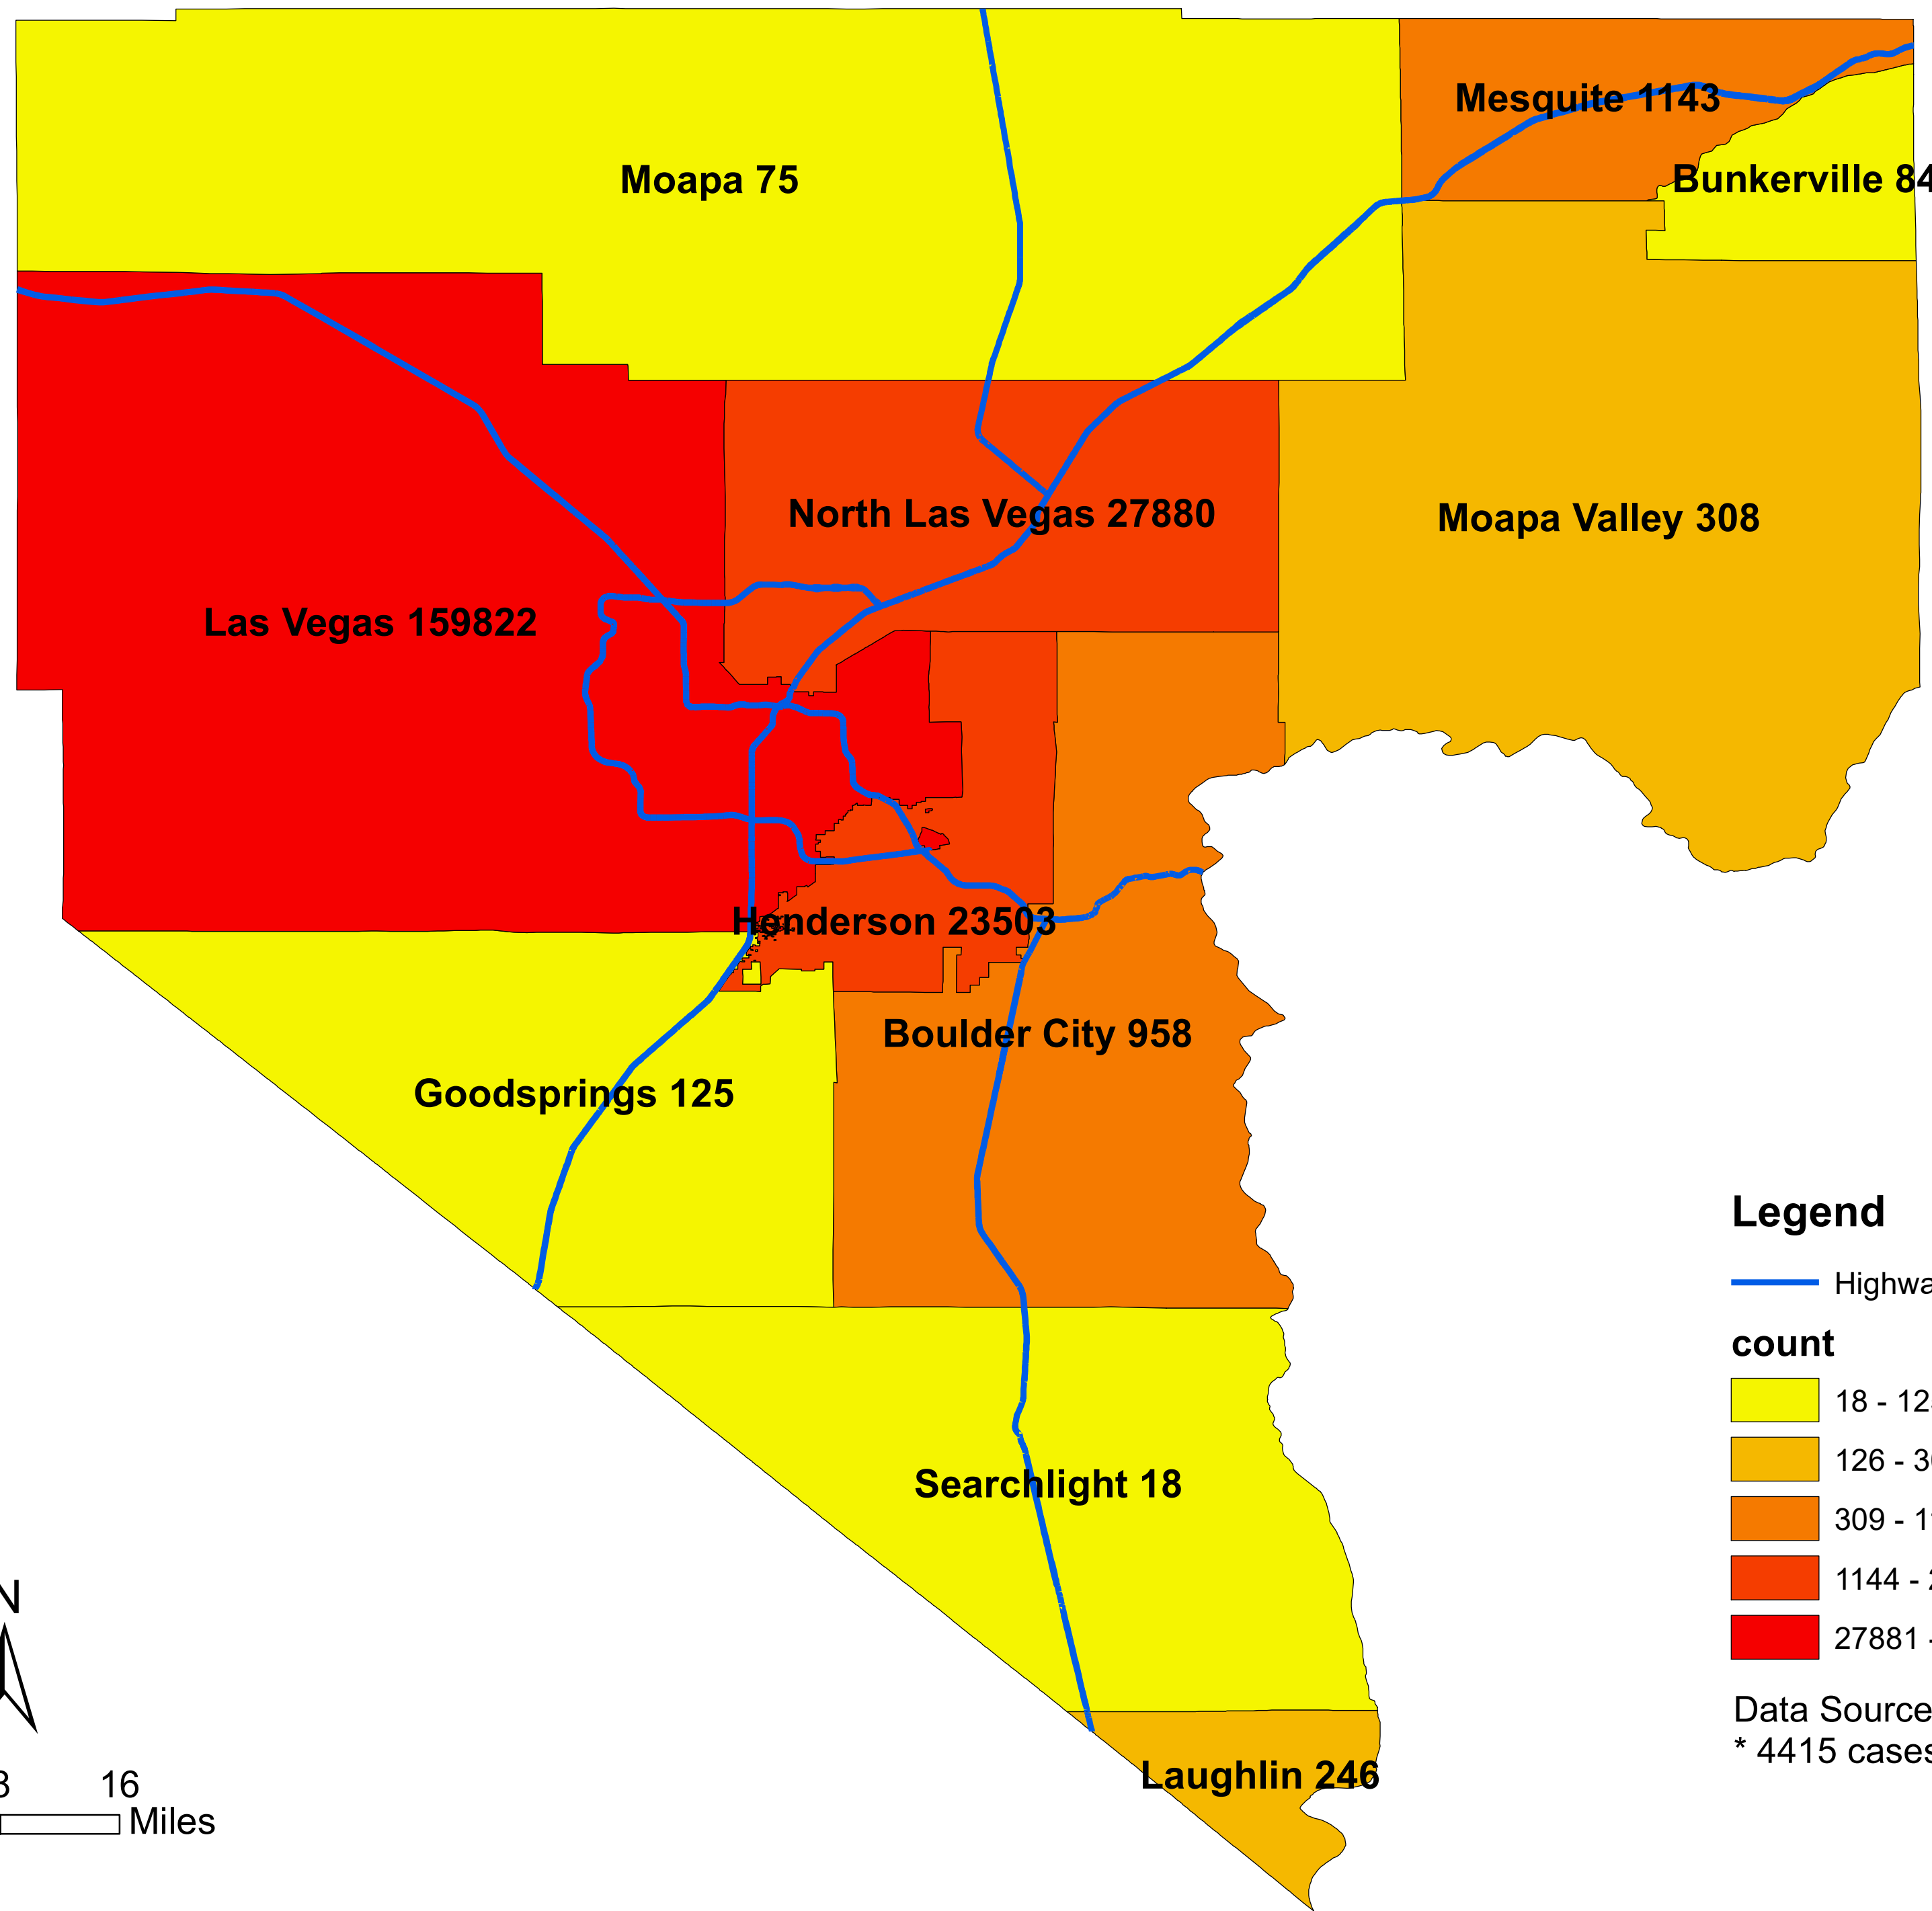 Mesquite 1143
Moapa 75
Bunkerville 84
North Las Vegas 27880
Moapa Valley 308
Las Vegas 159822
Henderson 23503
Boulder City 958
Goodsprings 125
Legend
count
18 - 12
126 - 3
309 - 1
Searchlight 18
1144 - 2
N
27881 -
Data Source
* 4415 cases
Laughlin 246
16
Miles